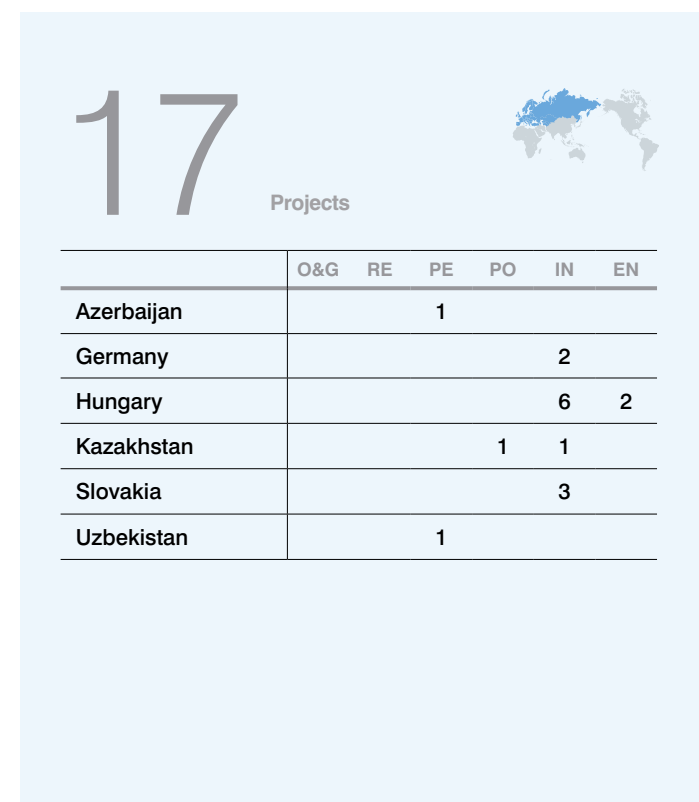 17
Projects
O&G RE PE PO IN EN
Azerbaijan 1
Germany 2
Hungary 6 2
Kazakhstan 1 1
Slovakia 3
Uzbekistan 1